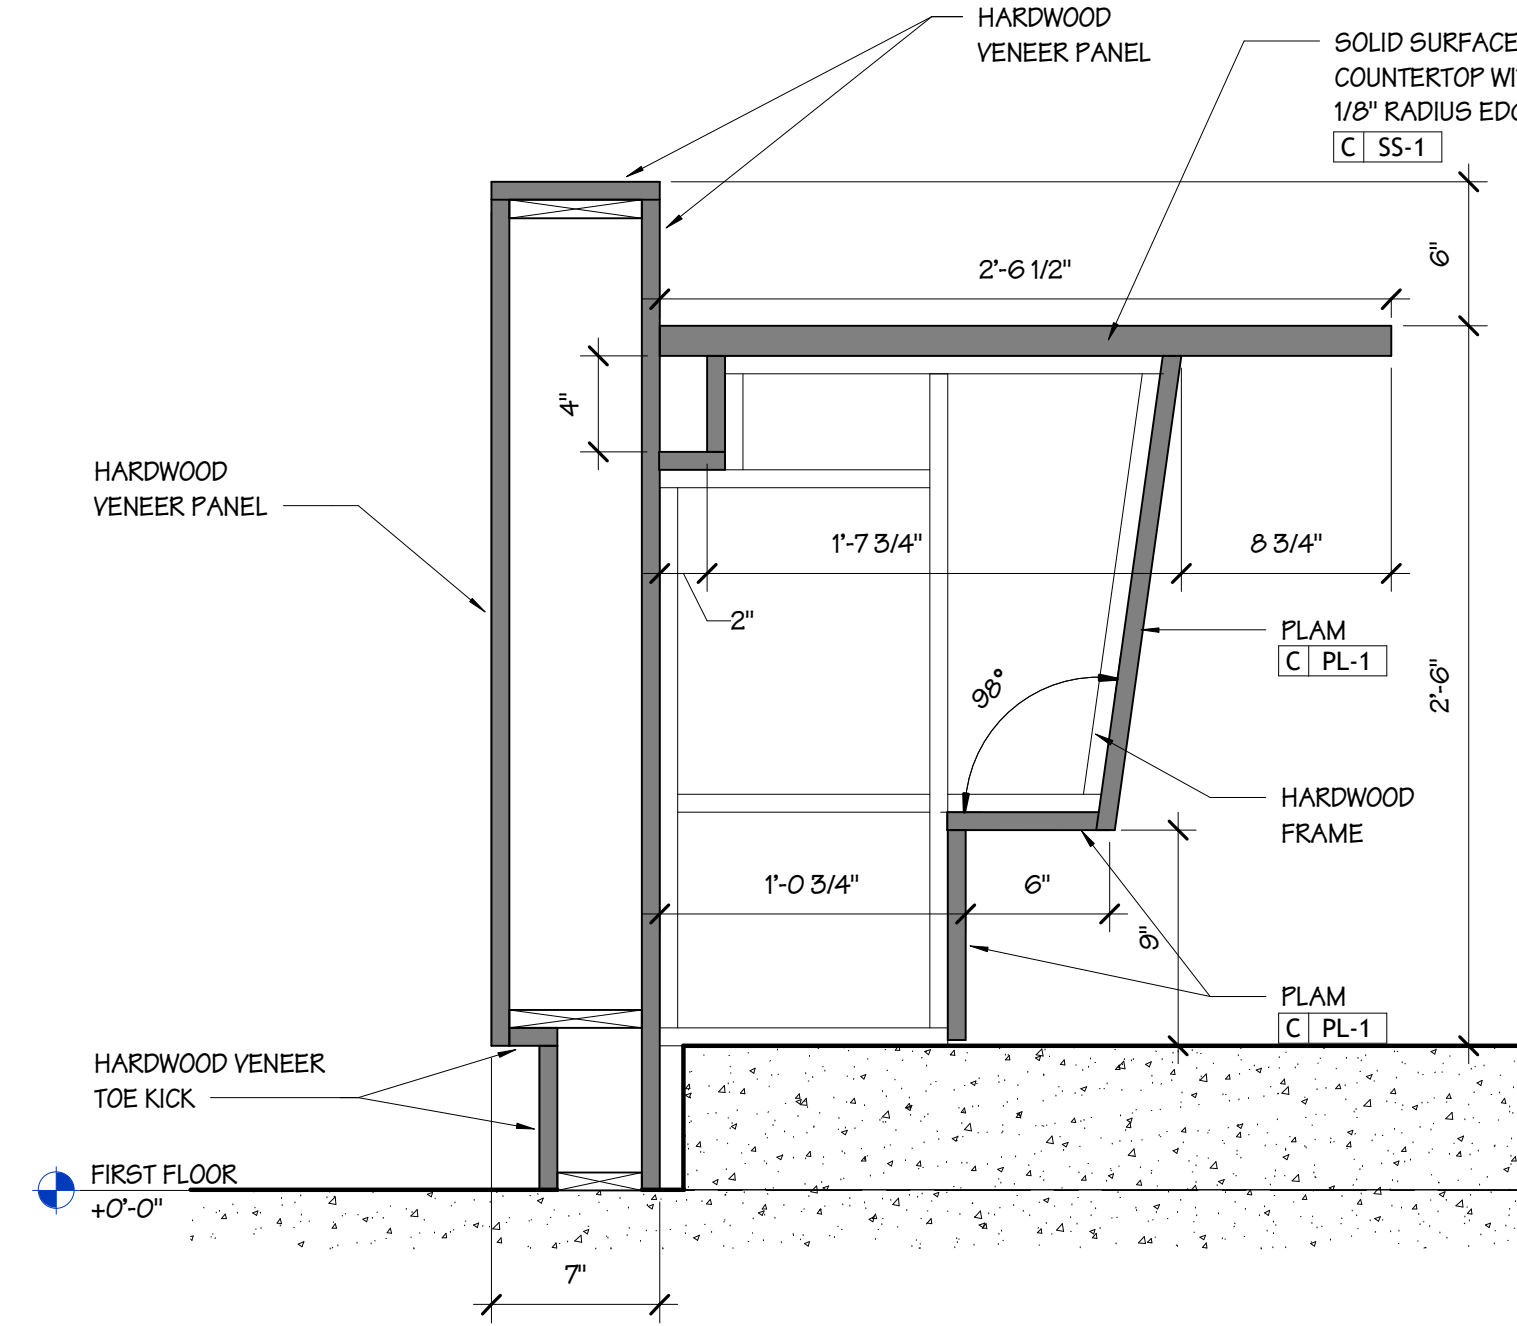 HARDWOOD
VENEER PANEL
SOLID SURFACE
COUNTERTOP
1/8" RADIUS
C SS-1
6"
2'-6 1/2"
4"
HARDWOOD
VENEER PANEL
1'-7 3/4"
8 3/4"
2"
PLAM
C PL-1
98°
2'-6"
HARDWOOD
FRAME
1'-0 3/4"
6"
9"
PLAM
C PL-1
HARDWOOD VENEER
TOE KICK
FIRST FLOOR
+0'-0"
7"